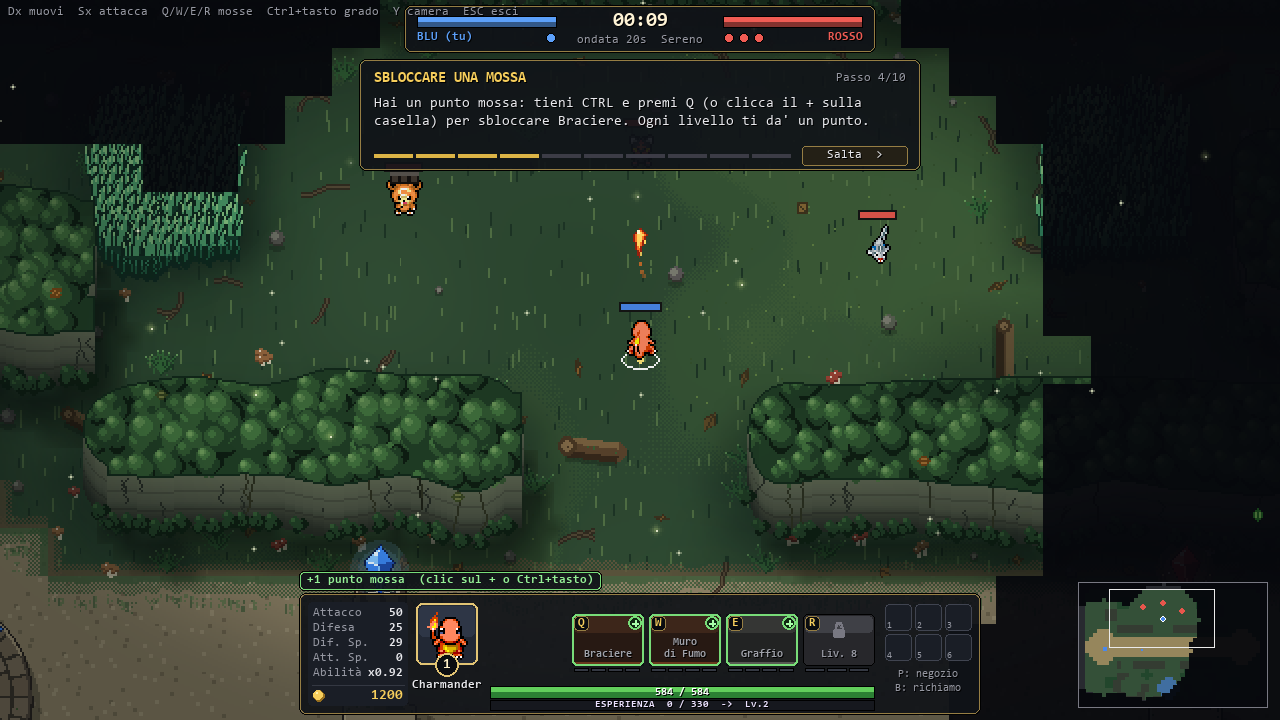 Dx muovi  Sx attacca  Q/W/E/R mosse  Ctrl+tasto grado  Y camera  ESC esci
00:09
BLU (tu)
ondata 20s  Sereno
ROSSO
SBLOCCARE UNA MOSSA
Passo 4/10
Hai un punto mossa: tieni CTRL e premi Q (o clicca il + sulla
casella) per sbloccare Braciere. Ogni livello ti da' un punto.
Salta  >
+1 punto mossa  (clic sul + o Ctrl+tasto)
Attacco 50
Difesa 25
Dif. Sp. 29
Att. Sp. 0
Abilità x0.92
1200
1
Charmander
Q
Braciere
W
Muro
di Fumo
E
Graffio
R
Liv. 8
1 2 3
4 5 6
P: negozio
B: richiamo
584 / 584
ESPERIENZA  0 / 330  ->  Lv.2